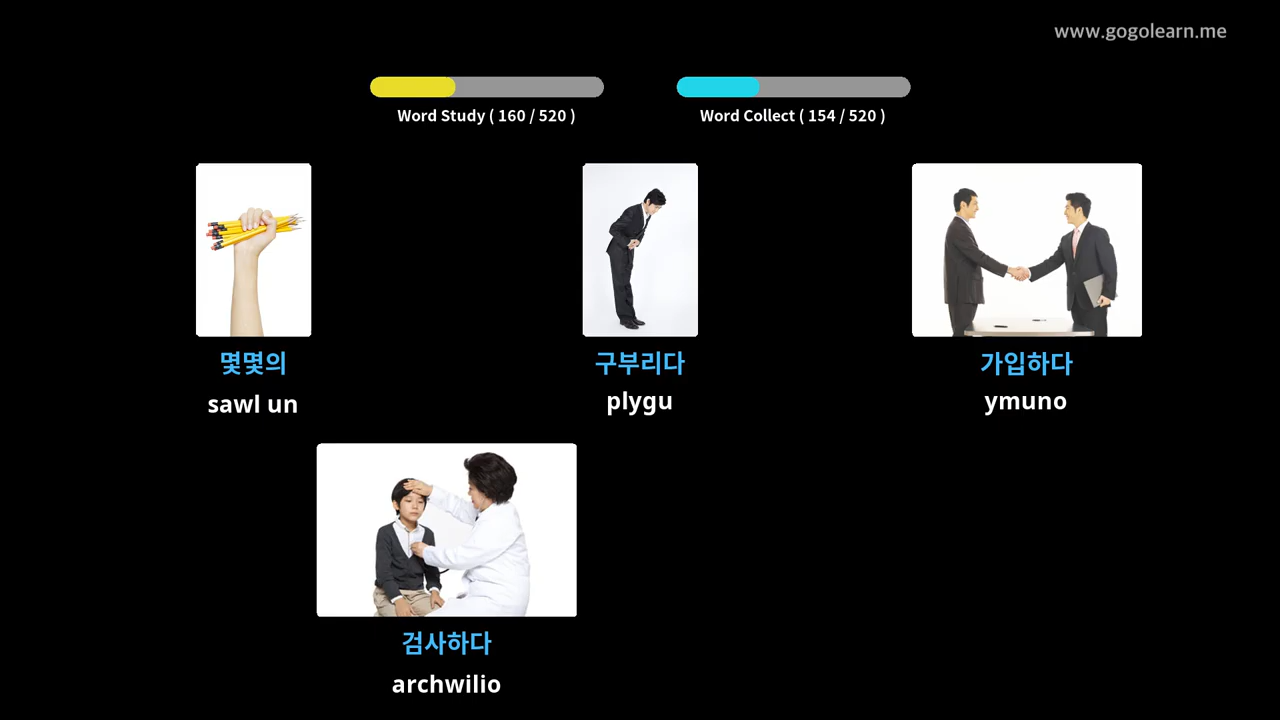 www.gogolearn.me
Word Study ( 160 / 520 )
Word Collect ( 154 / 520 )
몇몇의
sawl un
구부리다
plygu
가입하다
ymuno
검사하다
archwilio